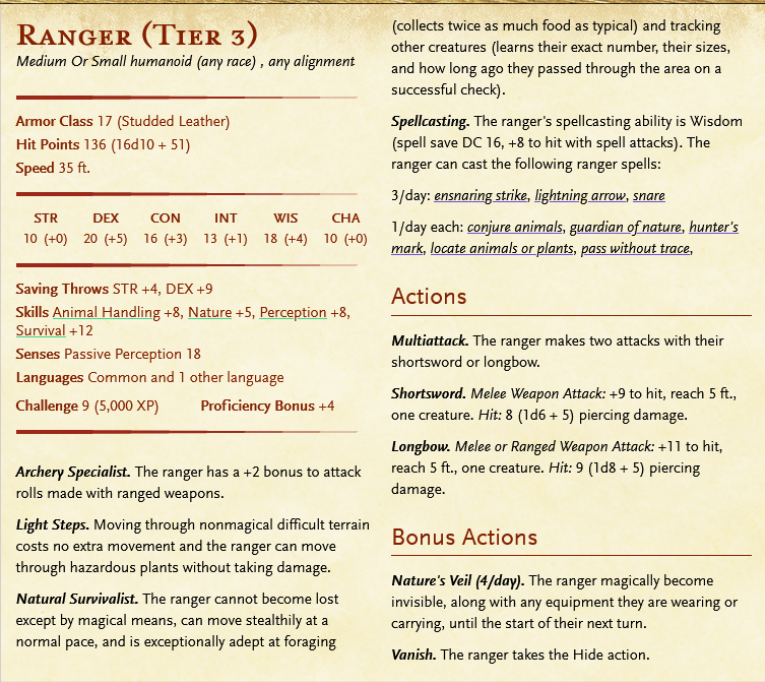 Ranger (Tier 3)
Medium Or Small humanoid (any race) , any alignment
Armor Class 17 (Studded Leather)
Hit Points 136 (16d10 + 51)
Speed 35 ft.
STR DEX CON INT WIS CHA
10 (+0) 20 (+5) 16 (+3) 13 (+1) 18 (+4) 10 (+0)
Saving Throws STR +4, DEX +9
Skills Animal Handling +8, Nature +5, Perception +8,
Survival +12
Senses Passive Perception 18
Languages Common and 1 other language
Challenge 9 (5,000 XP) Proficiency Bonus +4
Archery Specialist. The ranger has a +2 bonus to attack
rolls made with ranged weapons.
Light Steps. Moving through nonmagical difficult terrain
costs no extra movement and the ranger can move
through hazardous plants without taking damage.
Natural Survivalist. The ranger cannot become lost
except by magical means, can move stealthily at a
normal pace, and is exceptionally adept at foraging
(collects twice as much food as typical) and tracking
other creatures (learns their exact number, their sizes,
and how long ago they passed through the area on a
successful check).
Spellcasting. The ranger's spellcasting ability is Wisdom
(spell save DC 16, +8 to hit with spell attacks). The
ranger can cast the following ranger spells:
3/day: ensnaring strike, lightning arrow, snare
1/day each: conjure animals, guardian of nature, hunter's
mark, locate animals or plants, pass without trace,
Actions
Multiattack. The ranger makes two attacks with their
shortsword or longbow.
Shortsword. Melee Weapon Attack: +9 to hit, reach 5 ft.,
one creature. Hit: 8 (1d6 + 5) piercing damage.
Longbow. Melee or Ranged Weapon Attack: +11 to hit,
reach 5 ft., one creature. Hit: 9 (1d8 + 5) piercing
damage.
Bonus Actions
Nature's Veil (4/day). The ranger magically become
invisible, along with any equipment they are wearing or
carrying, until the start of their next turn.
Vanish. The ranger takes the Hide action.